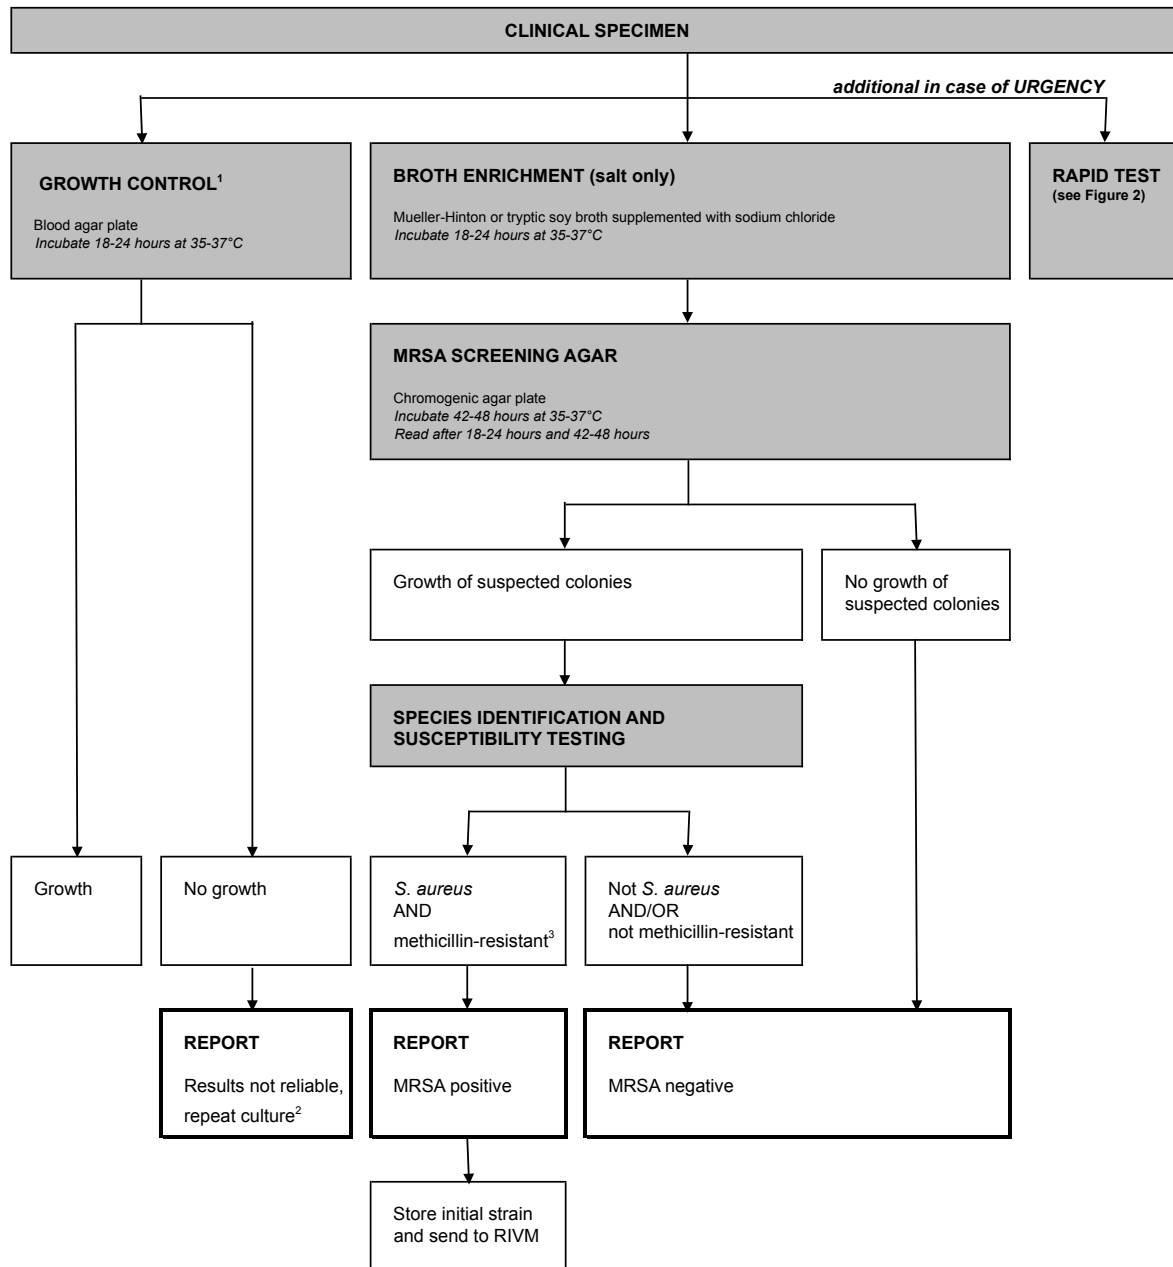 CLINICAL SPECIMEN
additional in case of URGENCY
GROWTH CONTROL¹
Blood agar plate
Incubate 18-24 hours at 35-37°C
BROTH ENRICHMENT (salt only)
Mueller-Hinton or tryptic soy broth supplemented with sodium chloride
Incubate 18-24 hours at 35-37°C
RAPID TEST
(see Figure 2)
MRSA SCREENING AGAR
Chromogenic agar plate
Incubate 42-48 hours at 35-37°C
Read after 18-24 hours and 42-48 hours
Growth of suspected colonies
No growth of
suspected colonies
SPECIES IDENTIFICATION AND
SUSCEPTIBILITY TESTING
Growth
No growth
S. aureus
AND
methicillin-resistant³
Not S. aureus
AND/OR
not methicillin-resistant
REPORT
Results not reliable,
repeat culture²
REPORT
MRSA positive
REPORT
MRSA negative
Store initial strain
and send to RIVM